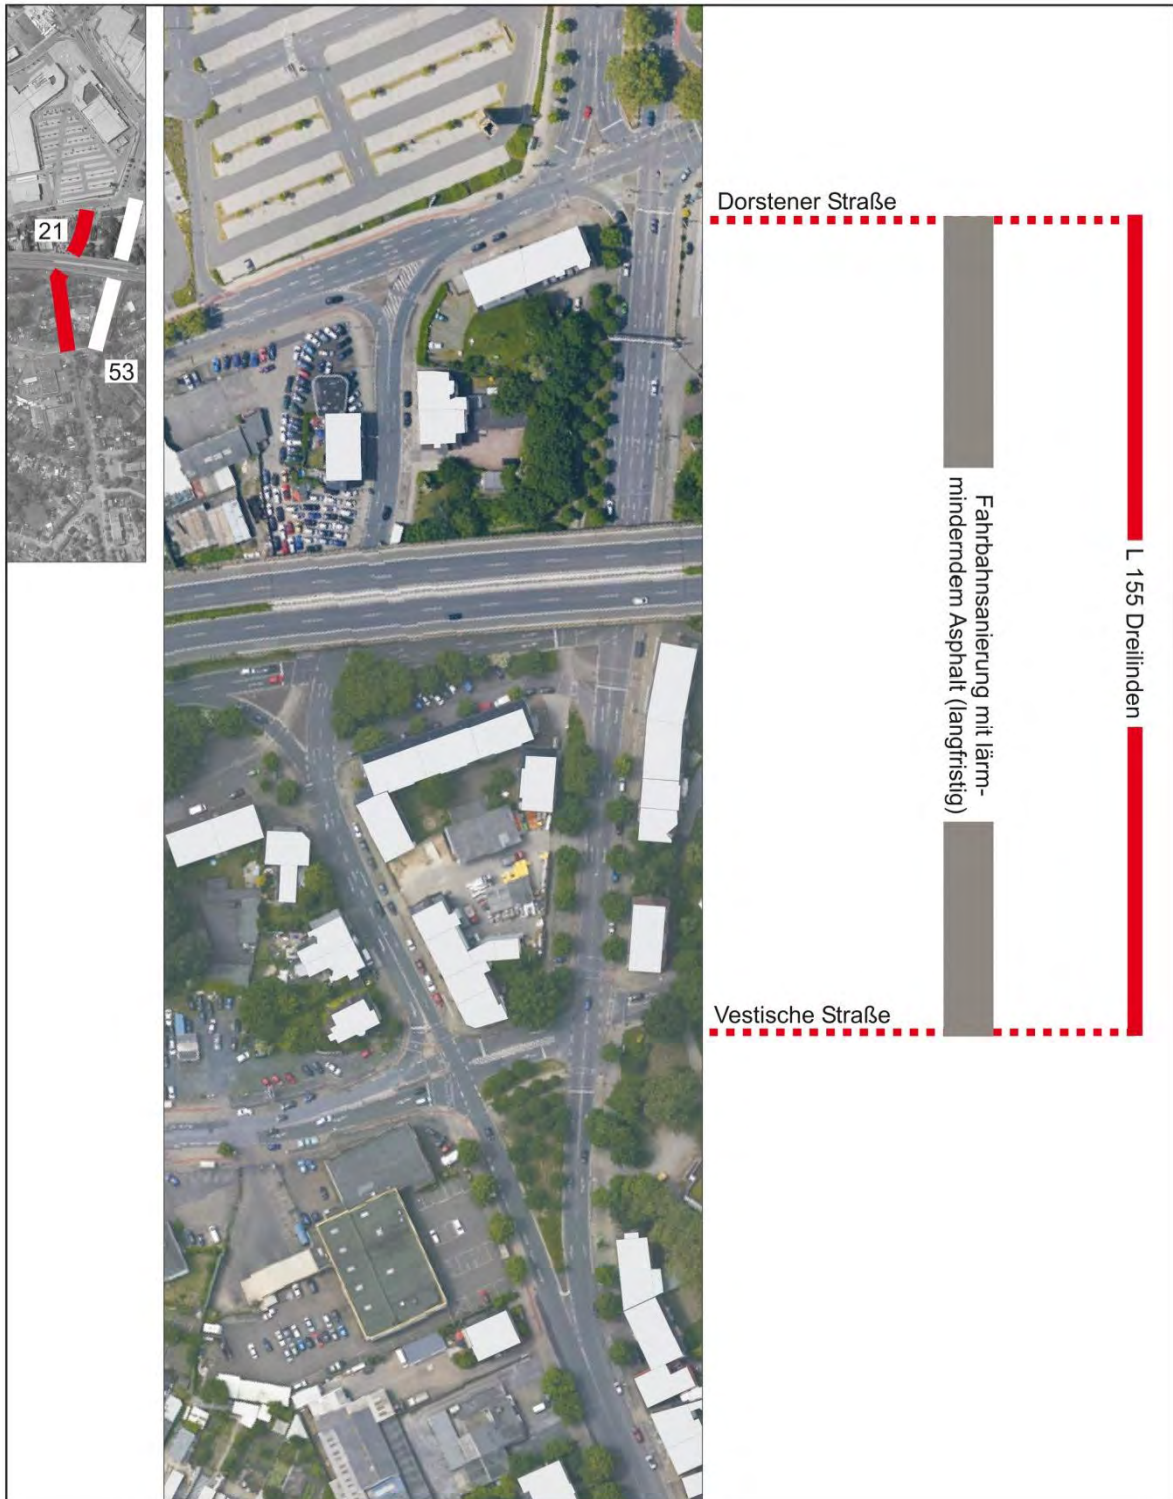 21
53
Dorstener Straße
Fahrbahnsanierung mit lärm-
minderndem Asphalt (langfristig)
L 155 Dreilinden
Vestische Straße